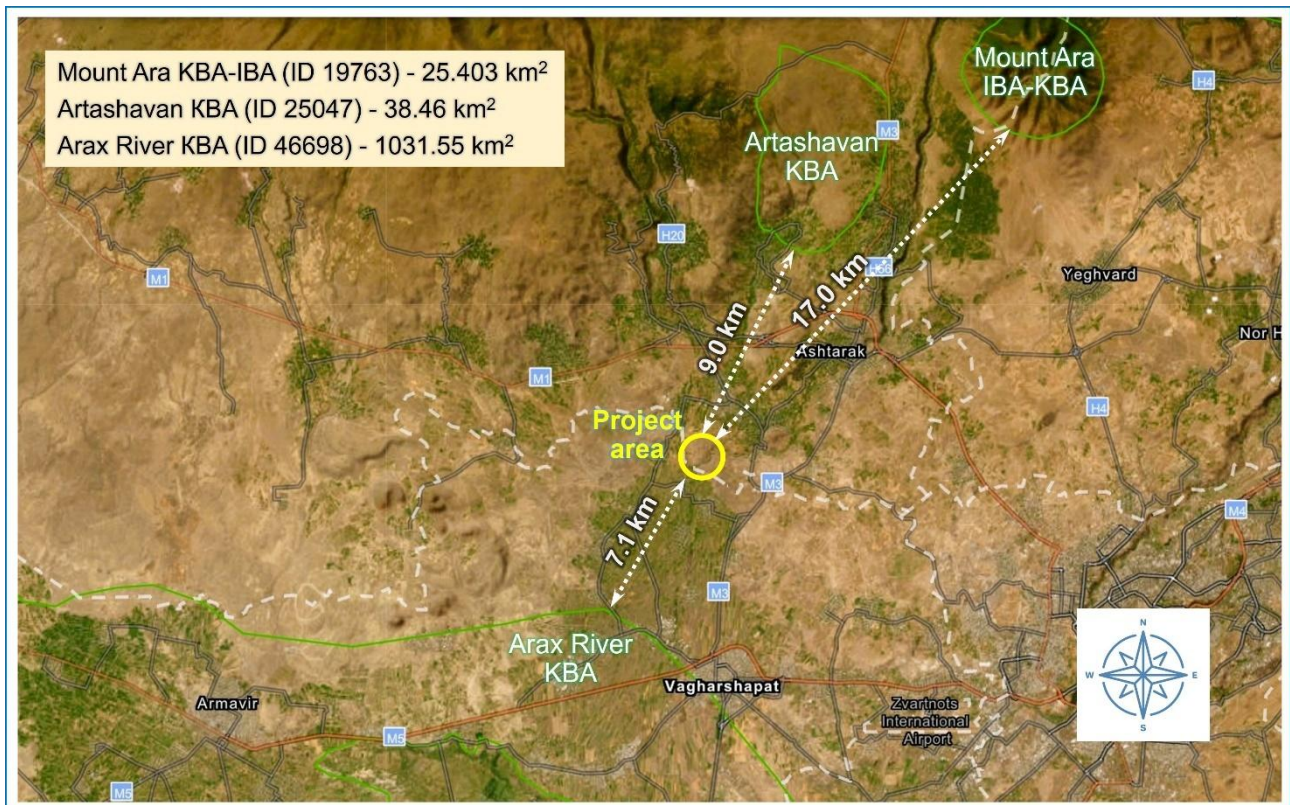 Mount Ara KBA-IBA (ID 19763) - 25.403 km²
Artashavan KBA (ID 25047) - 38.46 km²
Arax River KBA (ID 46698) - 1031.55 km²
Mount Ara
IBA-KBA
H4
M3
Artashavan
KBA
H20
M1
H66
Yeghvard
17.0 km
9.0 km
Nor H
Ashtarak
M1
H4
Project
area
M3
M4
7.1 km
M3
Arax River
KBA
Vagharshapat
Armavir
Zvartnots
International
Airport
M5
M5
N
W
E
S